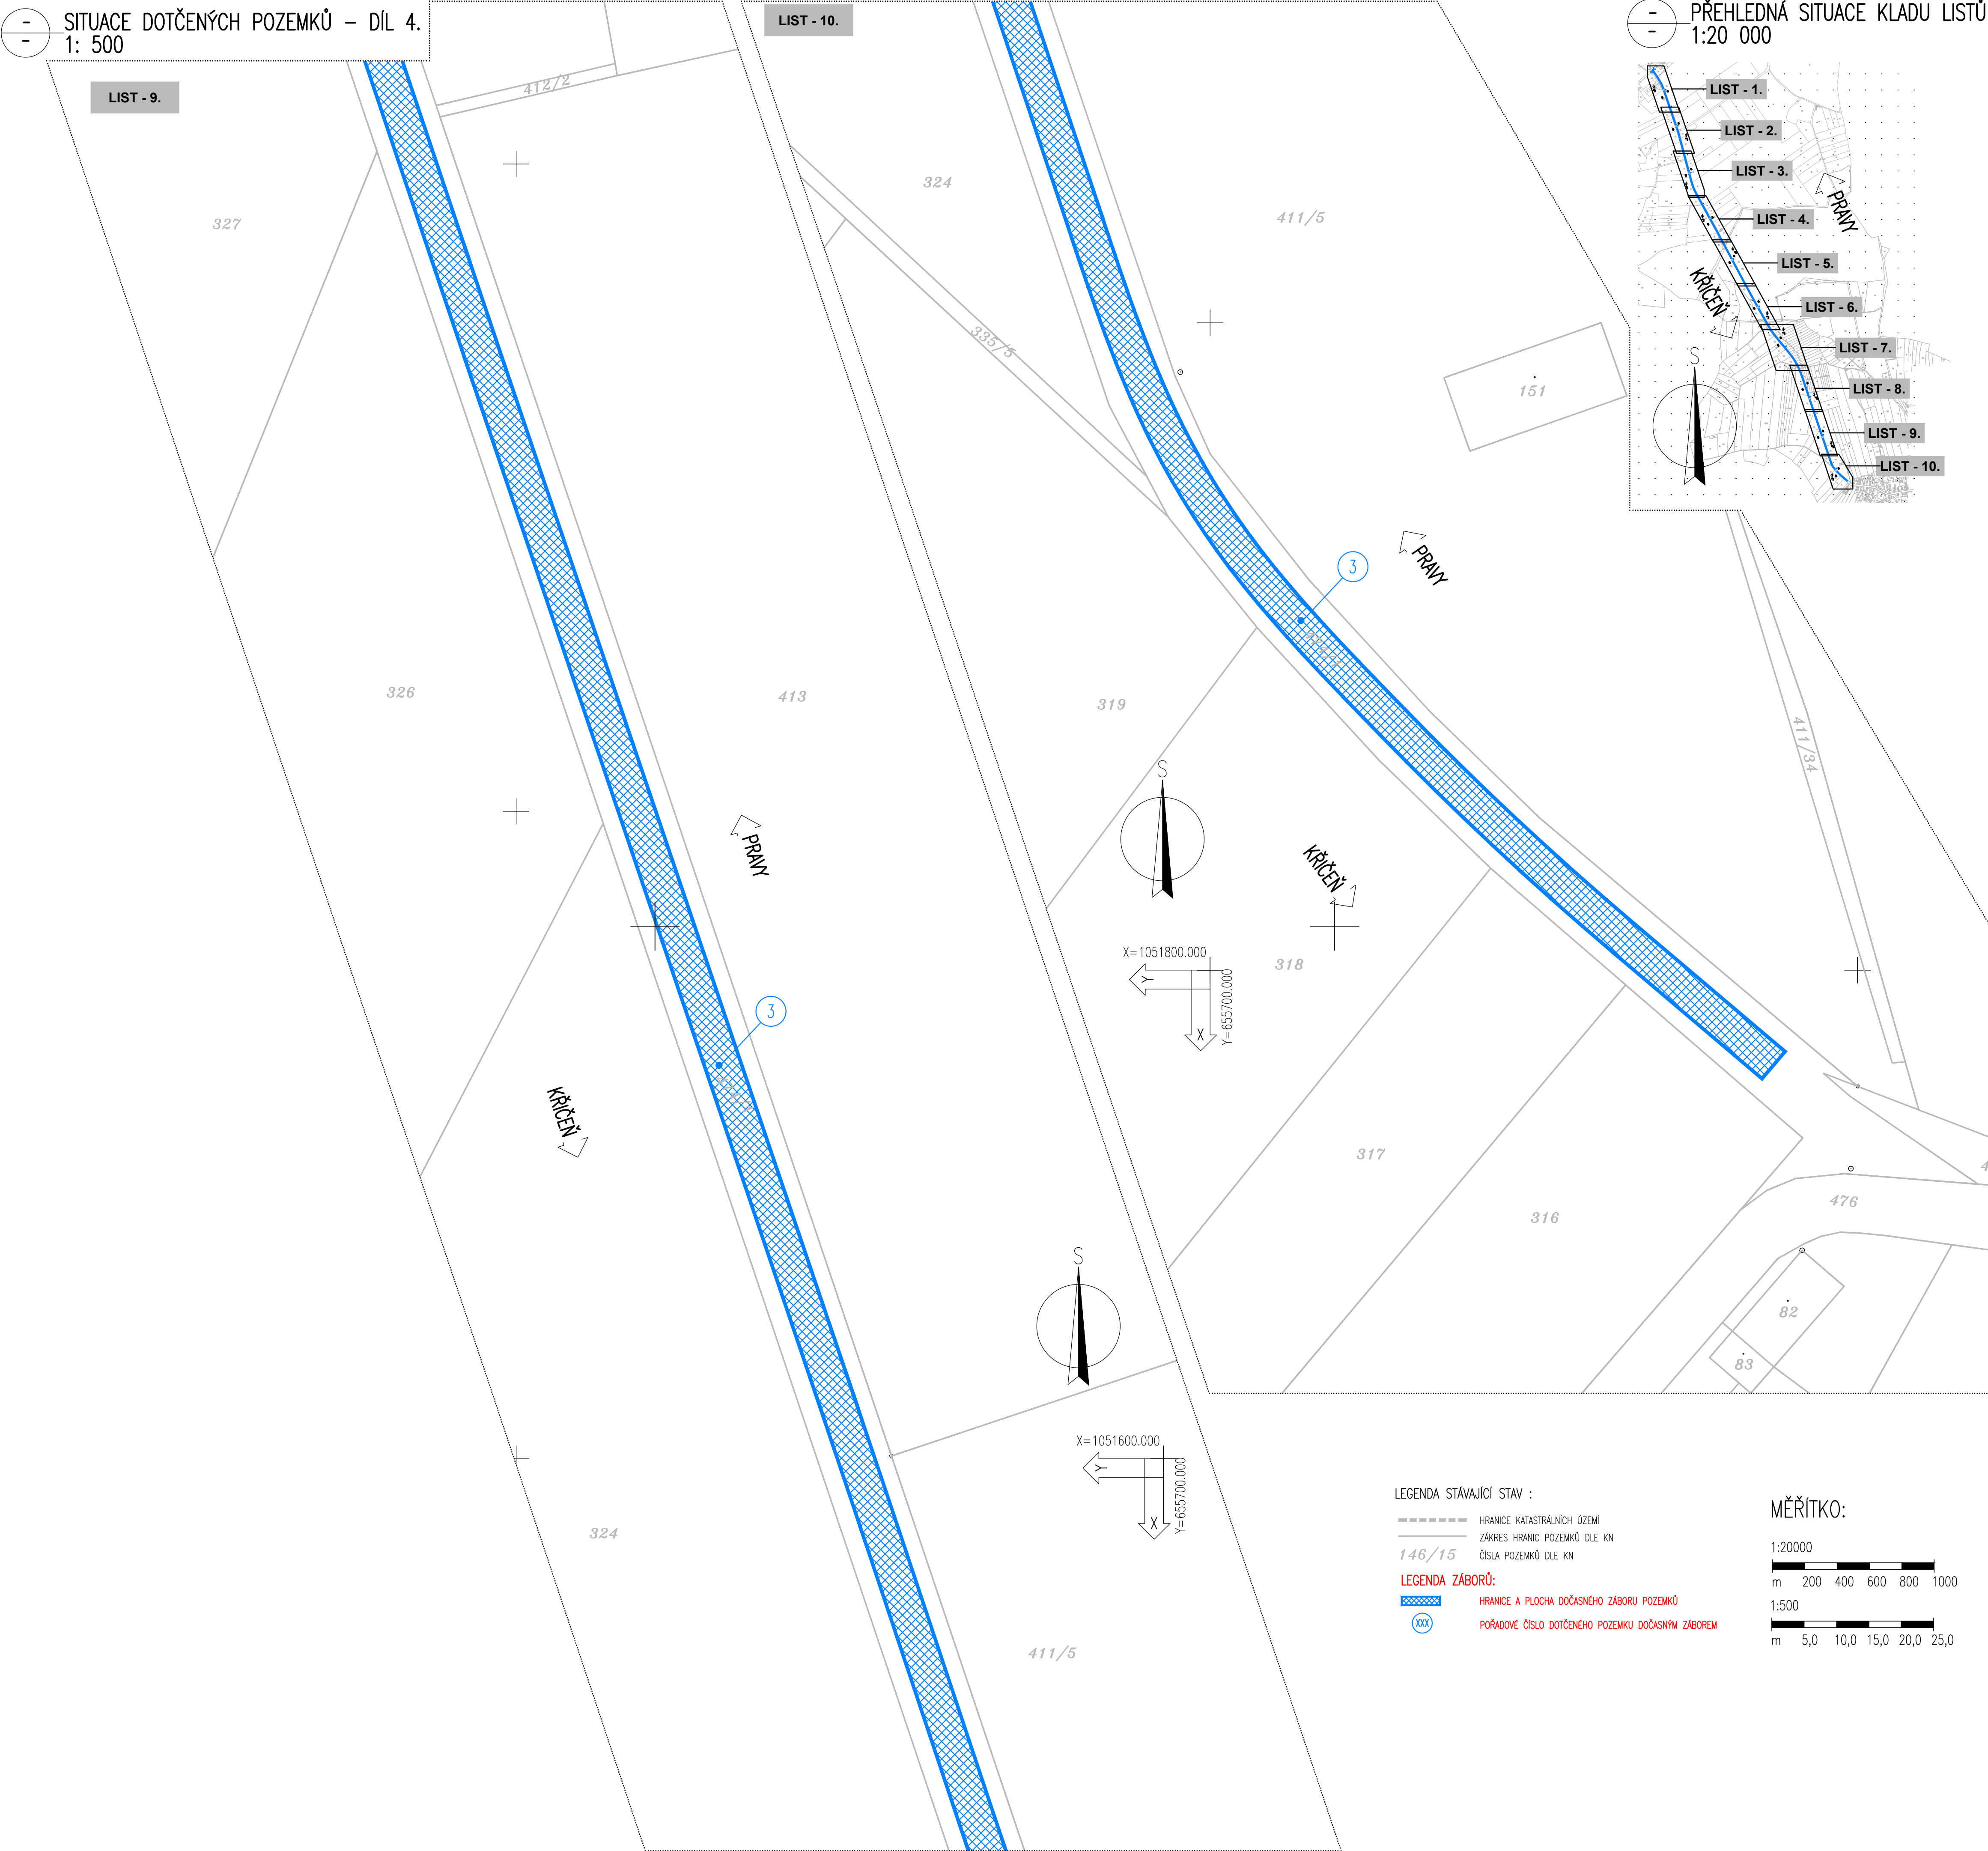 SITUACE DOTČENÝCH POZEMKŮ – DÍL 4.
1: 500
LIST - 9.
327
412/2
326
413
PRAVY
3
KŘIČEŇ
S
X=1051600.000
Y
X
Y=655700.000
324
411/5
LIST - 10.
324
411/5
335/5
151
3
PRAVY
319
S
KŘIČEŇ
X=1051800.000
Y
X
Y=655700.000
318
411/34
317
316
476
82
83
PŘEHLEDNÁ SITUACE KLADU LISTŮ
1:20 000
LIST - 1.
LIST - 2.
LIST - 3.
LIST - 4.
PRAVY
LIST - 5.
KŘIČEŇ
LIST - 6.
LIST - 7.
S
LIST - 8.
LIST - 9.
LIST - 10.
LEGENDA STÁVAJÍCÍ STAV :
HRANICE KATASTRÁLNÍCH ÚZEMÍ
ZÁKRES HRANIC POZEMKŮ DLE KN
146/15 ČÍSLA POZEMKŮ DLE KN
LEGENDA ZÁBORŮ:
HRANICE A PLOCHA DOČASNÉHO ZÁBORU POZEMKŮ
XXX POŘADOVÉ ČÍSLO DOTČENÉHO POZEMKU DOČASNÝM ZÁBOREM
MĚŘÍTKO:
1:20000
m 200 400 600 800 1000
1:500
m 5,0 10,0 15,0 20,0 25,0